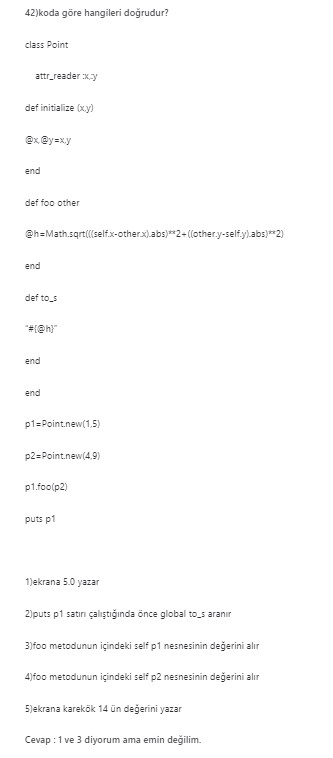 42)koda göre hangileri doğrudur?
class Point
attr_reader :x,:y
def initialize (x,y)
@x,@y=x,y
end
def foo other
@h=Math.sqrt(((self.x-other.x).abs)**2+((other.y-self.y).abs)**2)
end
def to_s
"#{@h}"
end
end
p1=Point.new(1,5)
p2=Point.new(4,9)
p1.foo(p2)
puts p1
1)ekrana 5.0 yazar
2)puts p1 satırı çalıştığında önce global to_s aranır
3)foo metodunun içindeki self p1 nesnesinin değerini alır
4)foo metodunun içindeki self p2 nesnesinin değerini alır
5)ekrana karekök 14 ün değerini yazar
Cevap : 1 ve 3 diyorum ama emin değilim.